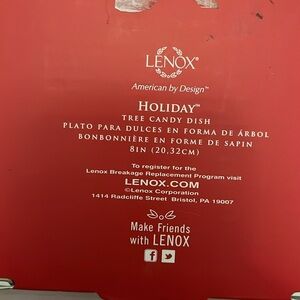 LENOX®
American by Design™
HOLIDAY™
TREE CANDY DISH
PLATO PARA DULCES EN FORMA DE ÁRBOL
BONBONNIÈRE EN FORME DE SAPIN
8IN (20,32CM)
To register for the
Lenox Breakage Replacement Program visit
LENOX.COM
©Lenox Corporation
1414 Radcliffe Street Bristol, PA 19007
Make Friends
with LENOX
f